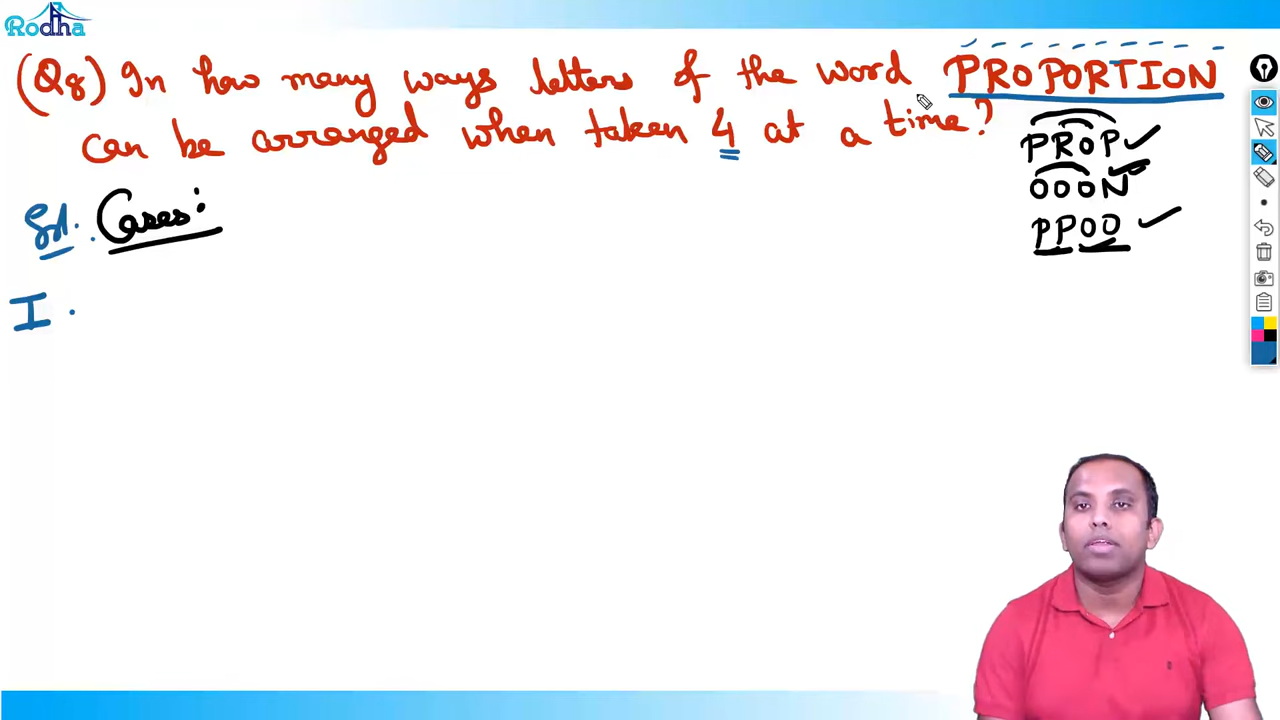 Rodha
(Q8) In how many ways letters of the word PROPORTION
can be arranged when taken 4 at a time?
PROP
OOON
PPOO
Sol. Cases:
I.